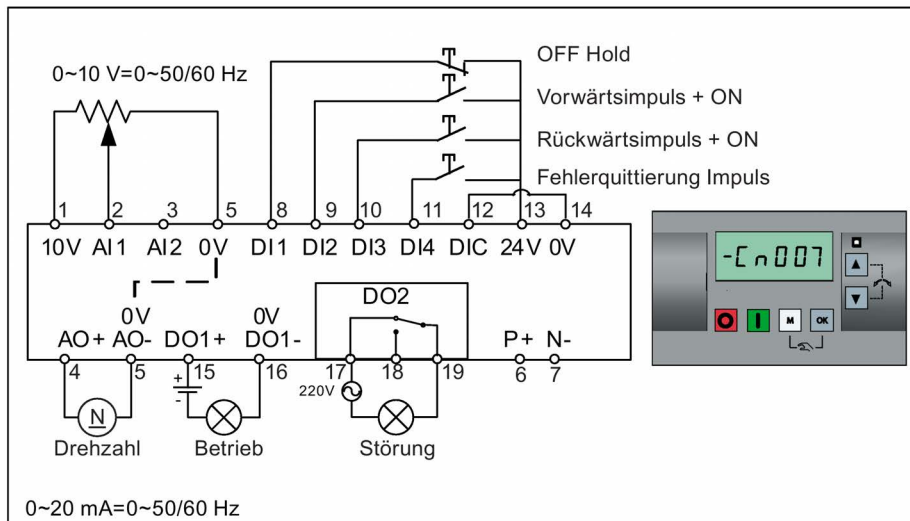 OFF Hold
0~10 V=0~50/60 Hz
Vorwärtsimpuls + ON
Rückwärtsimpuls + ON
Fehlerquittierung Impuls
1 2 3 5 8 9 10 11 12 13 14
10V AI1 AI2 0V DI1 DI2 DI3 DI4 DIC 24V 0V
-Cn007
DO2
0V 0V
AO+ AO- DO1+ DO1- P+ N-
4 5 15 16 17 18 19 6 7
M OK
+
-
220V
N
Drehzahl Betrieb Störung
0~20 mA=0~50/60 Hz